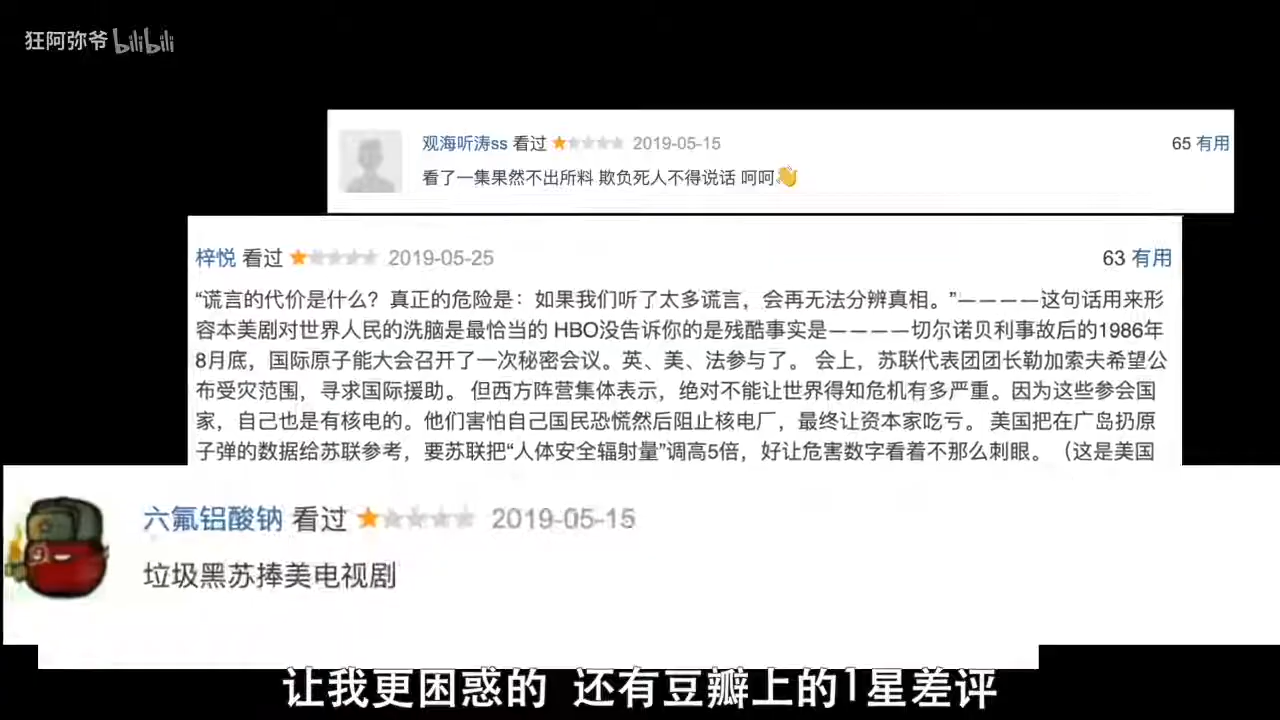 狂阿弥爷 bilibili
观海听涛ss 看过 2019-05-15 65 有用
看了一集果然不出所料 欺负死人不得说话 呵呵👋
梓悦 看过 2019-05-25 63 有用
“谎言的代价是什么？真正的危险是：如果我们听了太多谎言，会再无法分辨真相。”————这句话用来形
容本美剧对世界人民的洗脑是最恰当的 HBO没告诉你的是残酷事实是————切尔诺贝利事故后的1986年
8月底，国际原子能大会召开了一次秘密会议。英、美、法参与了。 会上，苏联代表团团长勒加索夫希望公
布受灾范围，寻求国际援助。 但西方阵营集体表示，绝对不能让世界得知危机有多严重。因为这些参会国
家，自己也是有核电的。他们害怕自己国民恐慌然后阻止核电厂，最终让资本家吃亏。 美国把在广岛扔原
子弹的数据给苏联参考，要苏联把“人体安全辐射量”调高5倍，好让危害数字看着不那么刺眼。（这是美国
六氟铝酸钠 看过 2019-05-15
垃圾黑苏捧美电视剧
让我更困惑的 还有豆瓣上的1星差评